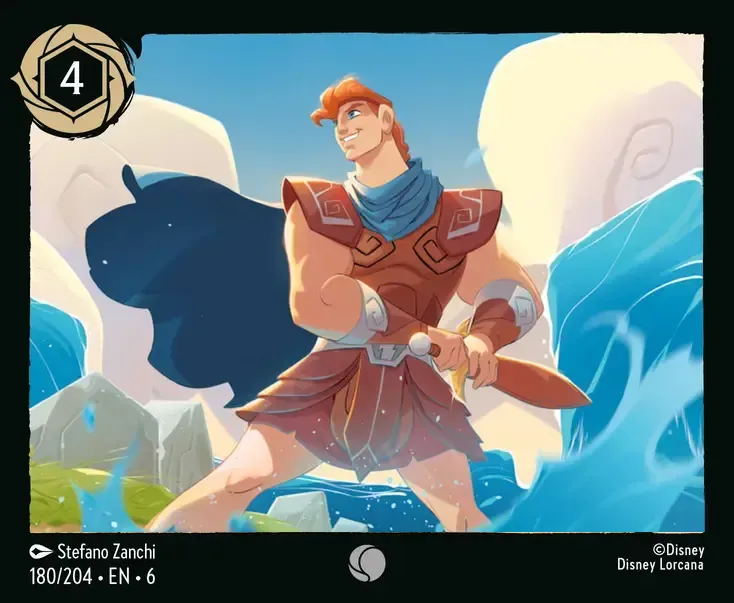 4
Stefano Zanchi
180/204 • EN • 6
©Disney
Disney Lorcana